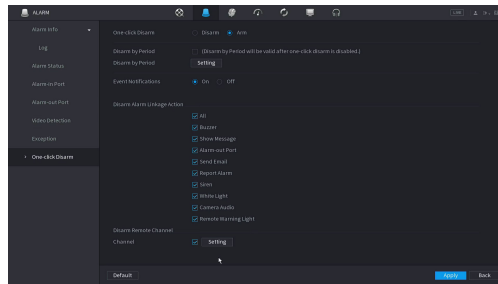 ALARM
LIVE
Alarm Info
Log
Alarm Status
Alarm-in Port
Alarm-out Port
Video Detection
Exception
One-click Disarm
One-click Disarm Disarm Arm
Disarm by Period (Disarm by Period will be valid after one-click disarm is disabled.)
Disarm by Period Setting
Event Notifications On Off
Disarm Alarm Linkage Action
All
Buzzer
Show Message
Alarm-out Port
Send Email
Report Alarm
Siren
White Light
Camera Audio
Remote Warning Light
Disarm Remote Channel
Channel Setting
Default Apply Back